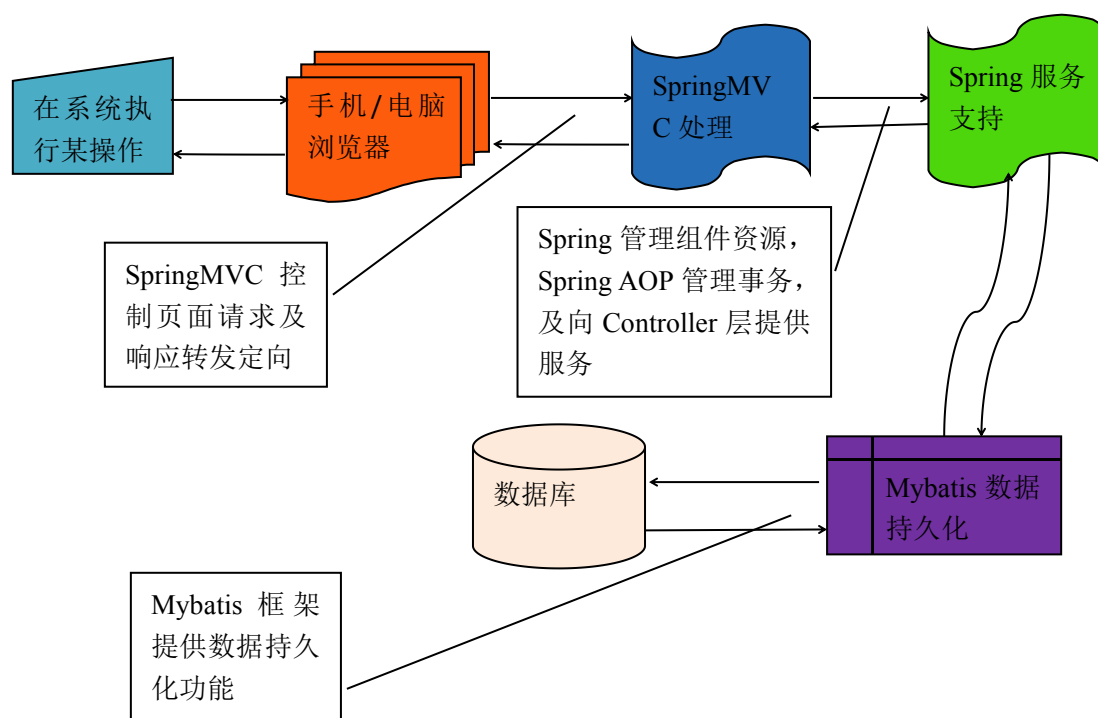 在系统执
行某操作
手机/电脑
浏览器
SpringMV
C 处理
Spring 服务
支持
SpringMVC 控
制页面请求及
响应转发定向
Spring 管理组件资源，
Spring AOP 管理事务，
及向 Controller 层提供
服务
数据库
Mybatis 数据
持久化
Mybatis 框架
提供数据持久
化功能